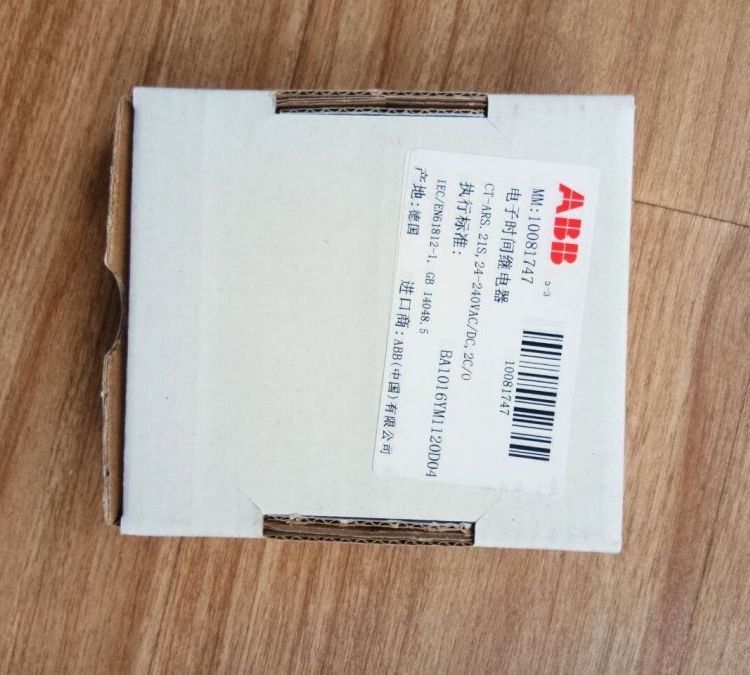 ABB
b-3
MM:10081747
10081747
电子时间继电器
CT-ARS.21S,24-240VAC/DC,2C/O
执行标准：
BA1016YM1120D04
IEC/EN61812-1, GB 14048.5
产地：德国 进口商：ABB(中国)有限公司